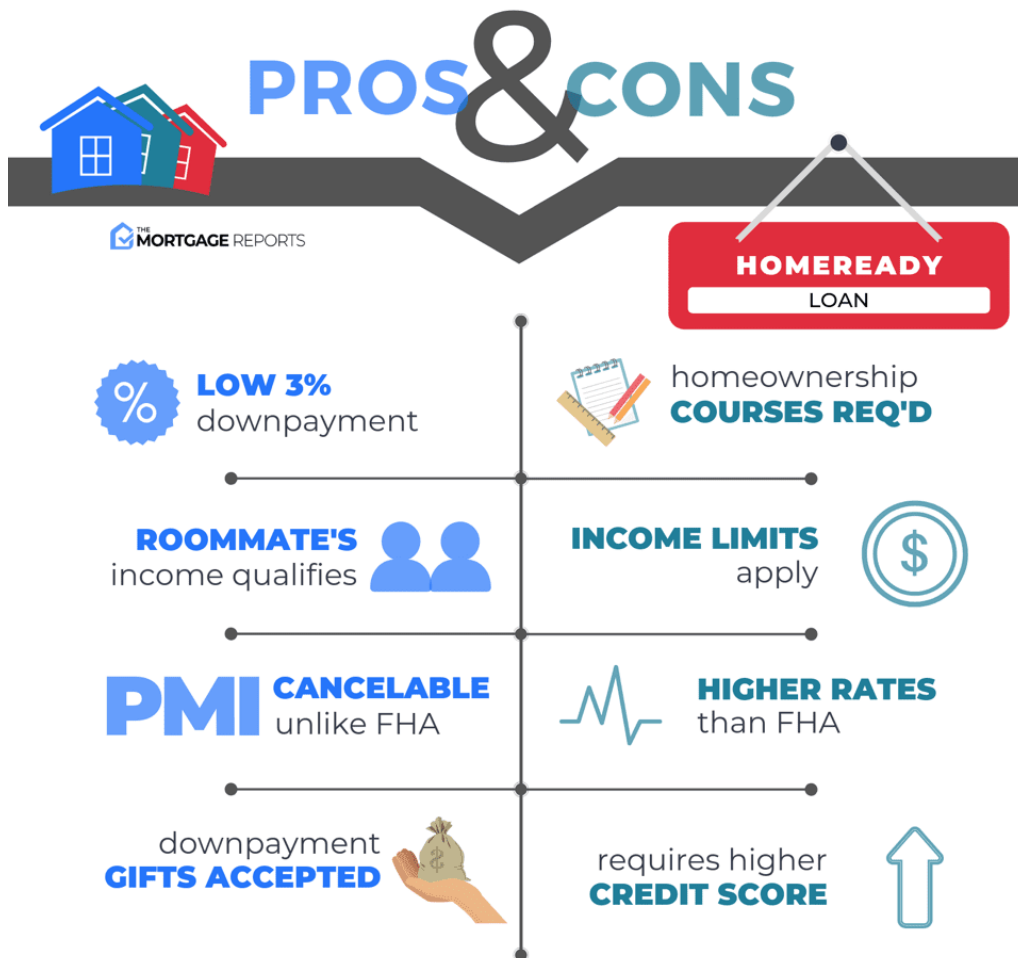 PROS & CONS
THE
MORTGAGE REPORTS
HOMEREADY
LOAN
%
LOW 3%
downpayment
homeownership
COURSES REQ'D
ROOMMATE'S
income qualifies
INCOME LIMITS
apply
$
PMI CANCELABLE
unlike FHA
HIGHER RATES
than FHA
downpayment
GIFTS ACCEPTED
$
requires higher
CREDIT SCORE